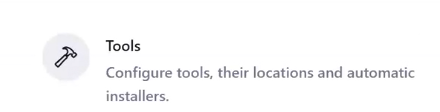 Tools
Configure tools, their locations and automatic
installers.